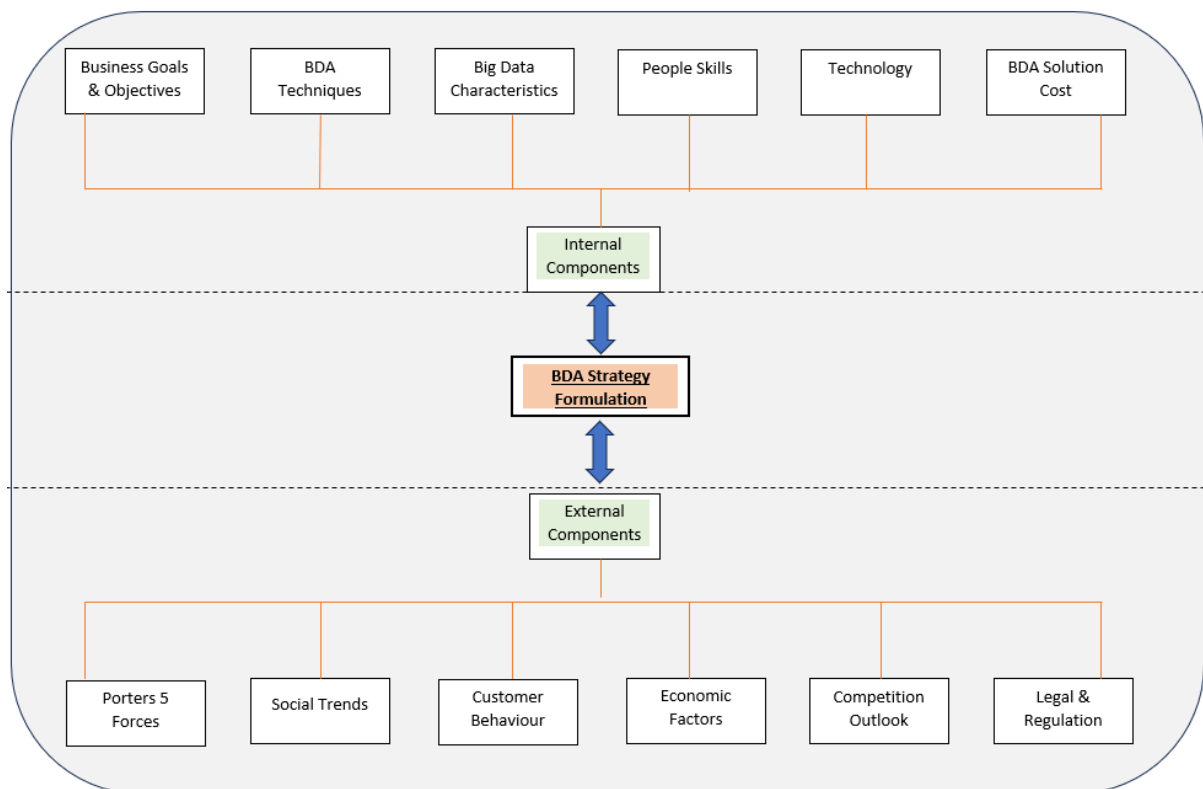 Business Goals
& Objectives
BDA
Techniques
Big Data
Characteristics
People Skills
Technology
BDA Solution
Cost
Internal
Components
BDA Strategy
Formulation
External
Components
Porters 5
Forces
Social Trends
Customer
Behaviour
Economic
Factors
Competition
Outlook
Legal &
Regulation